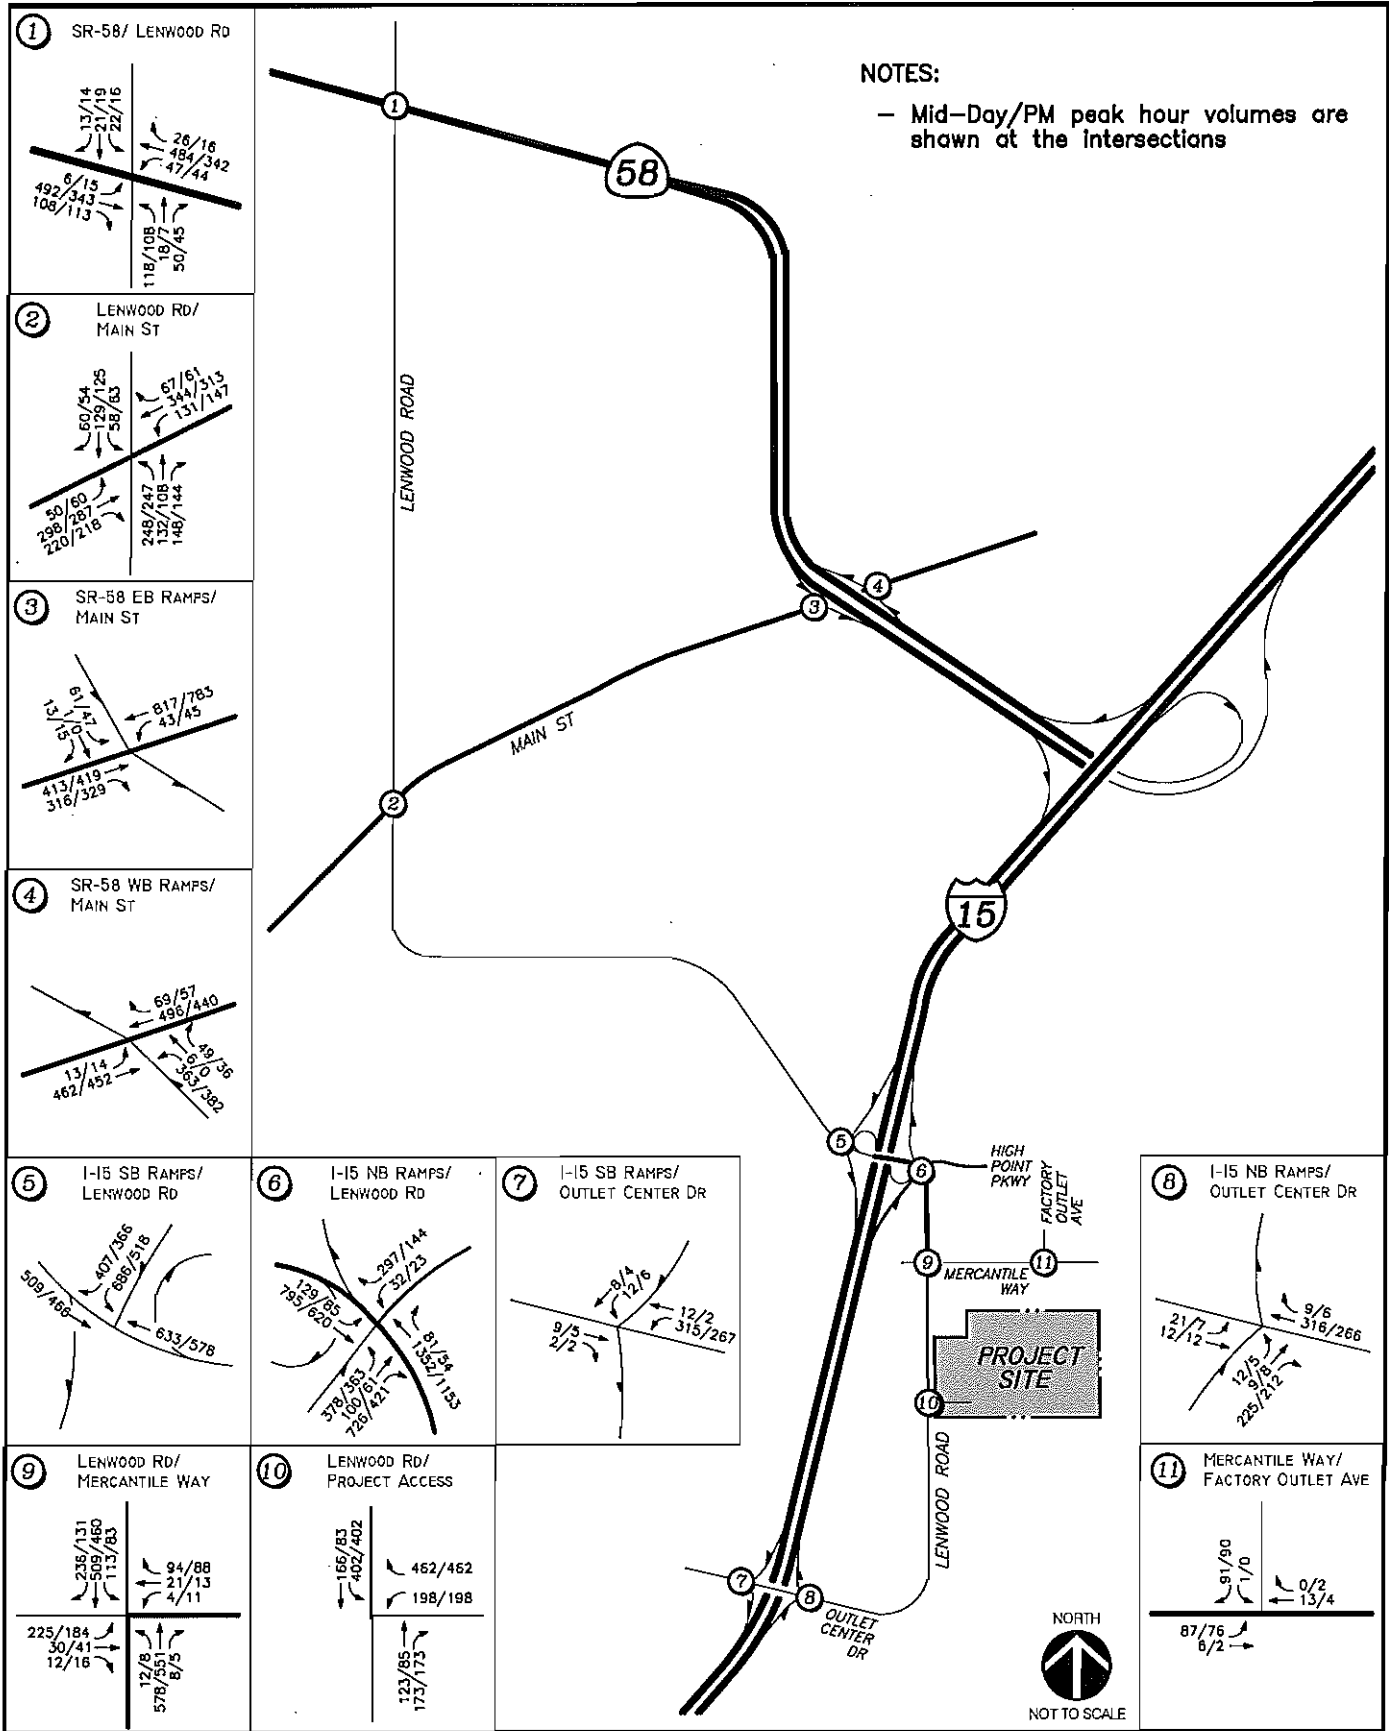 1 SR-58/ LENWOOD RD
13/14
21/19
22/16
26/16
484/342
47/44
6/15
492/343
108/113
118/108
18/7
50/45
2 LENWOOD RD/
MAIN ST
60/54
129/125
58/63
67/61
344/313
131/147
50/60
298/287
220/218
248/247
132/108
148/144
3 SR-58 EB RAMPS/
MAIN ST
61/47
1/0
13/15
817/783
43/45
413/419
316/329
4 SR-58 WB RAMPS/
MAIN ST
69/57
496/440
13/14
462/452
49/36
6/0
363/382
NOTES:
– Mid-Day/PM peak hour volumes are
shown at the intersections
1
58
LENWOOD ROAD
4
3
MAIN ST
2
15
5
6
HIGH
POINT
PKWY
FACTORY
OUTLET
AVE
9
11
MERCANTILE
WAY
PROJECT
SITE
10
LENWOOD ROAD
7
8
OUTLET
CENTER
DR
NORTH
NOT TO SCALE
5 I-15 SB RAMPS/
LENWOOD RD
407/366
686/518
509/466
633/578
6 I-15 NB RAMPS/
LENWOOD RD
297/144
32/23
129/85
795/620
81/54
1352/1153
378/363
100/61
726/421
7 I-15 SB RAMPS/
OUTLET CENTER DR
8/4
12/6
12/2
315/267
9/5
2/2
8 I-15 NB RAMPS/
OUTLET CENTER DR
9/6
316/266
21/7
12/12
12/5
9/8
225/212
9 LENWOOD RD/
MERCANTILE WAY
236/131
509/460
113/83
94/88
21/13
4/11
225/184
30/41
12/16
12/8
578/551
8/5
10 LENWOOD RD/
PROJECT ACCESS
166/83
402/402
462/462
198/198
123/85
173/173
11 MERCANTILE WAY/
FACTORY OUTLET AVE
91/90
1/0
0/2
13/4
87/76
6/2